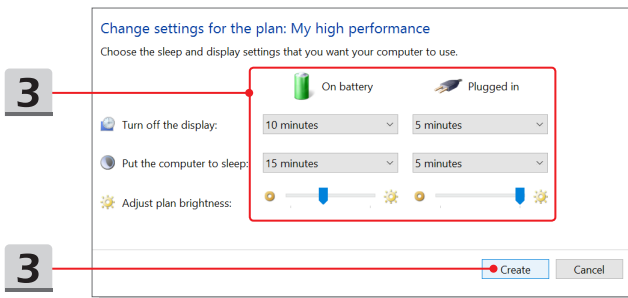 Change settings for the plan: My high performance
Choose the sleep and display settings that you want your computer to use.
3
On battery Plugged in
Turn off the display: 10 minutes 5 minutes
Put the computer to sleep: 15 minutes 5 minutes
Adjust plan brightness:
3
Create Cancel